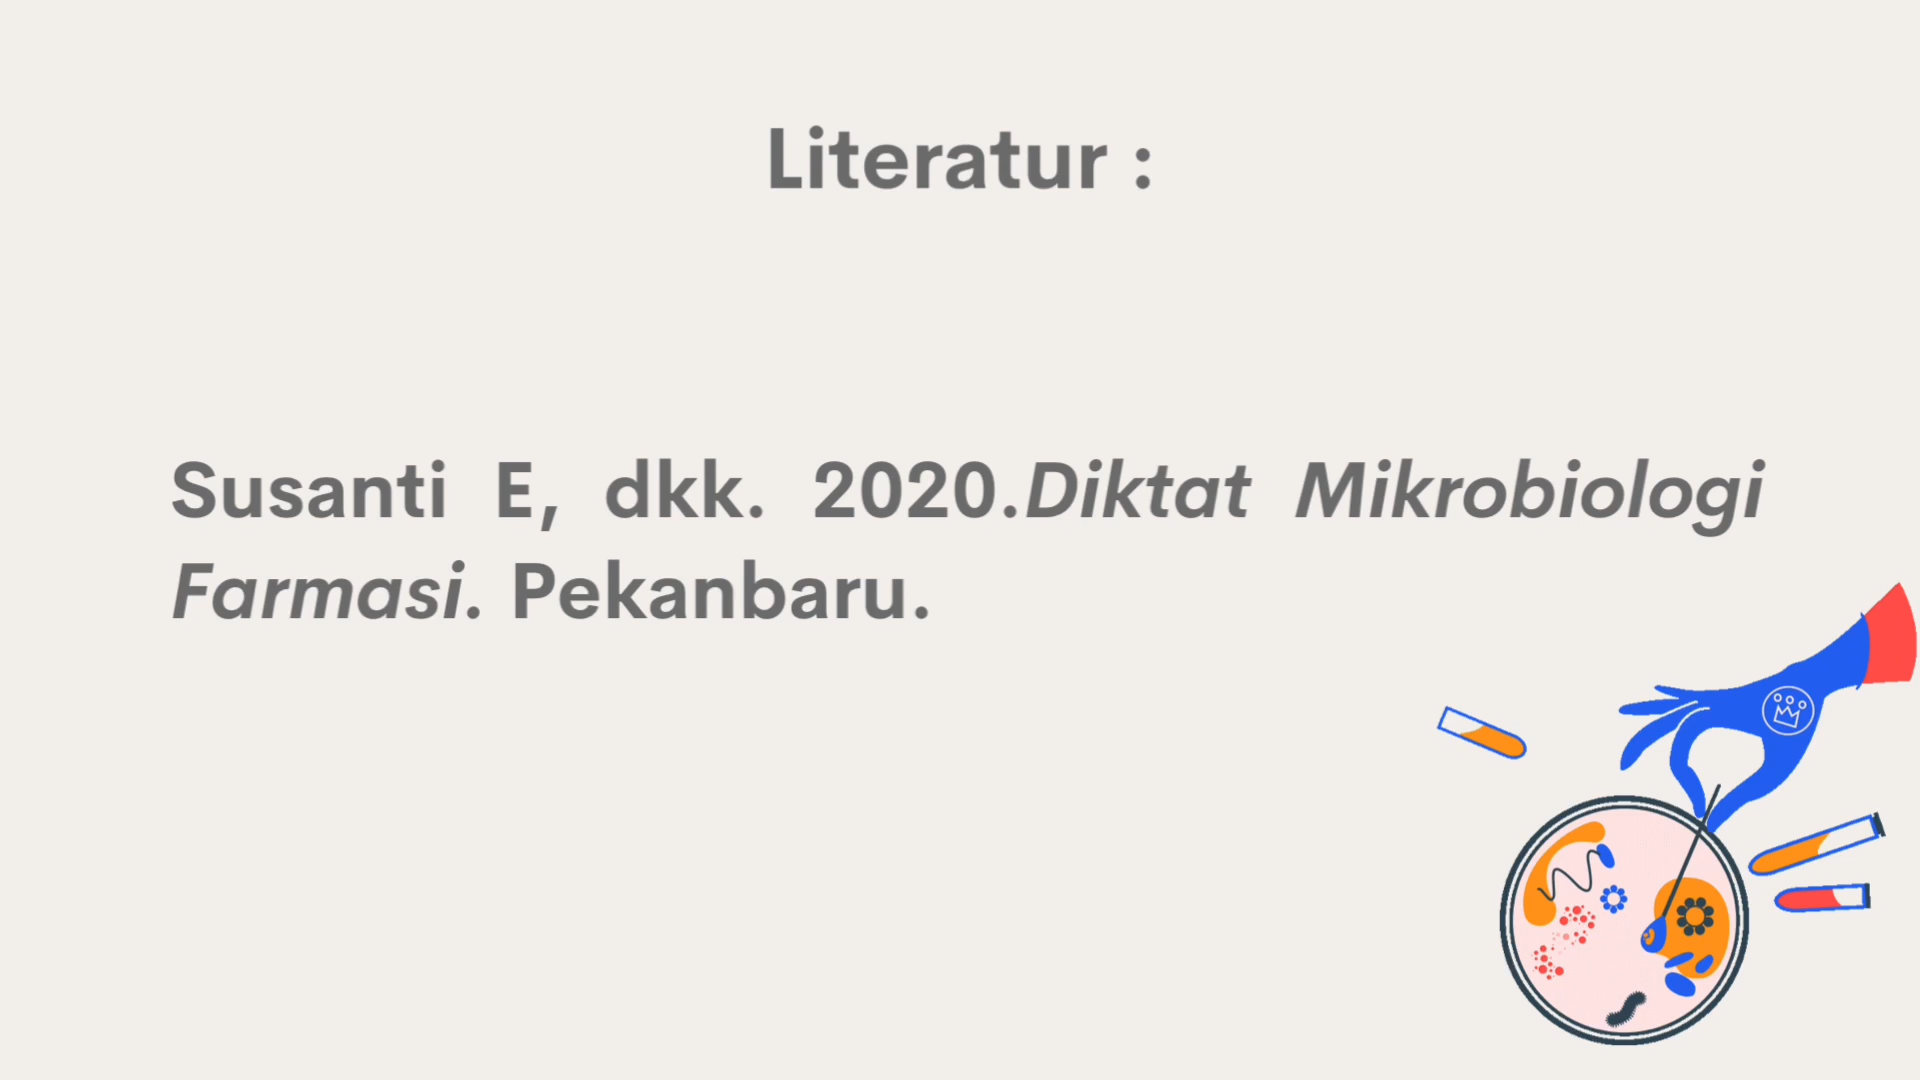 Literatur :
Susanti E, dkk. 2020.Diktat Mikrobiologi
Farmasi. Pekanbaru.